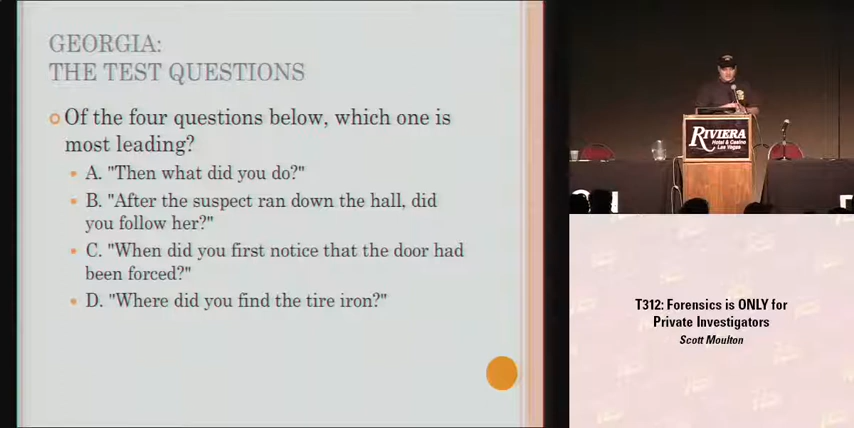 GEORGIA:
THE TEST QUESTIONS
Of the four questions below, which one is
most leading?
A. "Then what did you do?"
B. "After the suspect ran down the hall, did
you follow her?"
C. "When did you first notice that the door had
been forced?"
D. "Where did you find the tire iron?"
RIVIERA
Hotel & Casino
Las Vegas
T312: Forensics is ONLY for
Private Investigators
Scott Moulton